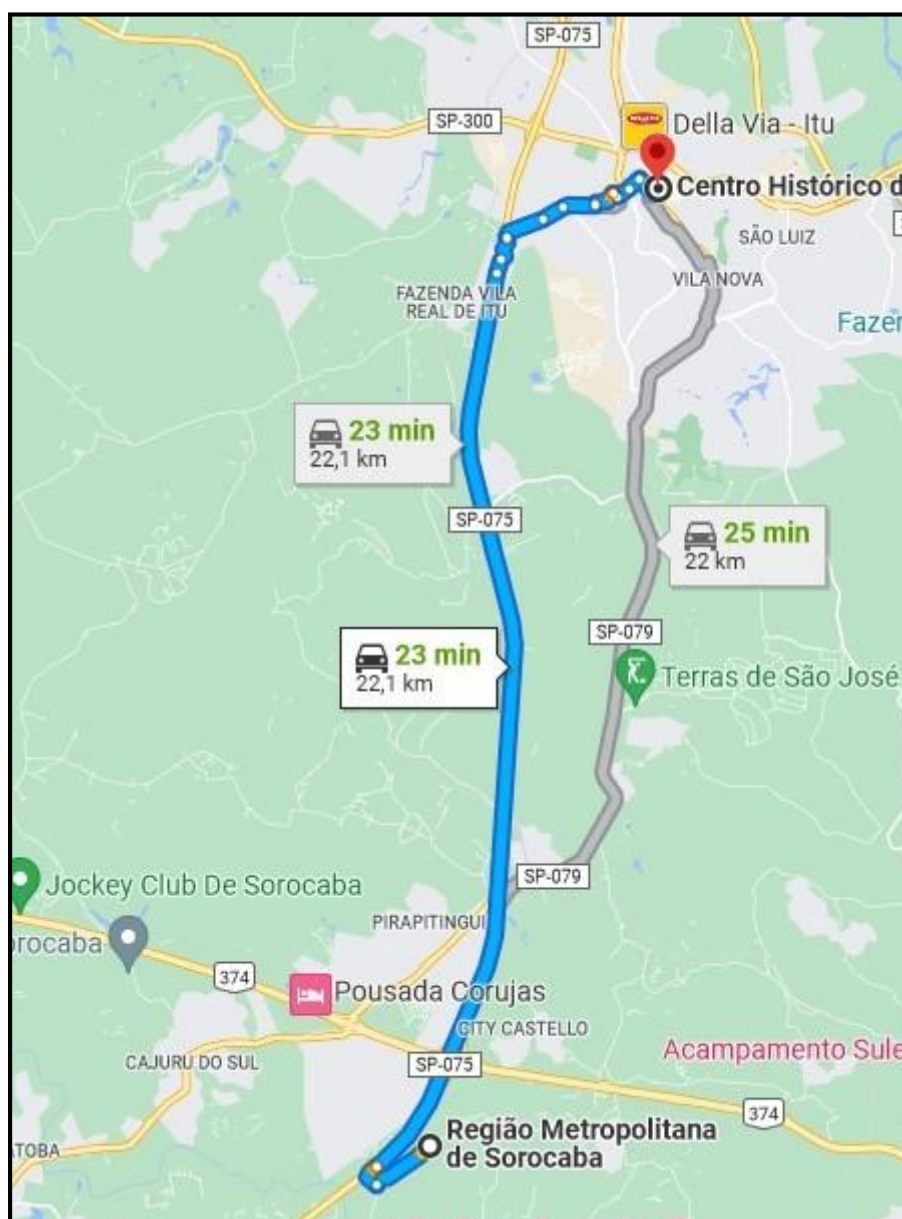 SP-075
SP-300
Della Via - Itu
Centro Histórico d
SÃO LUIZ
VILA NOVA
FAZENDA VILA
REAL DE ITU
Fazer
23 min
22,1 km
SP-075
25 min
22 km
SP-079
23 min
22,1 km
Terras de São José
SP-079
Jockey Club De Sorocaba
PIRAPITINGUI
orocaba
374
Pousada Corujas
CITY CASTELLO
CAJURU DO SUL
SP-075
Acampamento Sule
374
Região Metropolitana
de Sorocaba
ATOBA